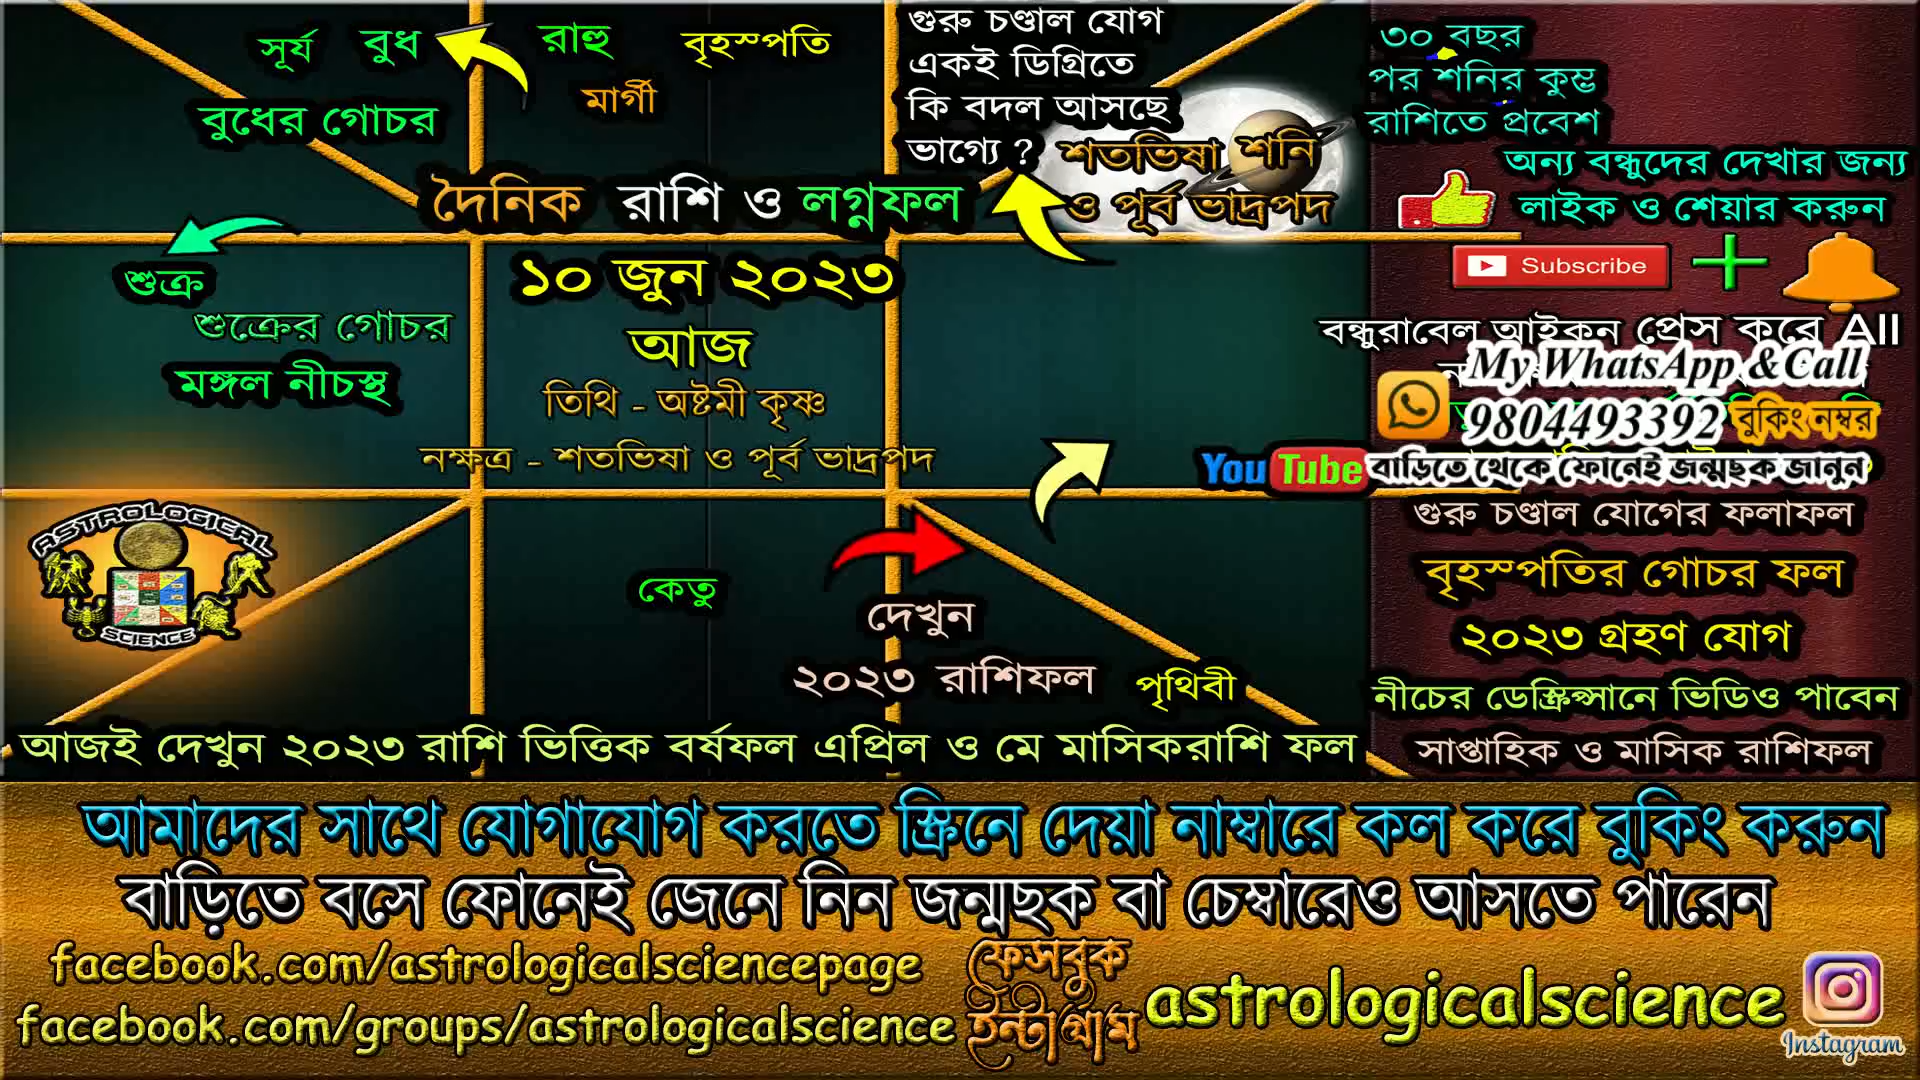 সূর্য বুধ রাহু বৃহস্পতি
মার্গী
বুধের গোচর
গুরু চণ্ডাল যোগ
একই ডিগ্রিতে
কি বদল আসছে
ভাগ্যে ?
শতভিষা শনি
ও পূর্ব ভাদ্রপদ
৩০ বছর
পর শনির কুম্ভ
রাশিতে প্রবেশ
অন্য বন্ধুদের দেখার জন্য
লাইক ও শেয়ার করুন
Subscribe
দৈনিক রাশি ও লগ্নফল
১০ জুন ২০২৩
আজ
তিথি - অষ্টমী কৃষ্ণ
নক্ষত্র - শতভিষা ও পূর্ব ভাদ্রপদ
শুক্র
শুক্রের গোচর
মঙ্গল নীচস্থ
বন্ধুরাবেল আইকন প্রেস করে All
My WhatsApp &Call
9804493392 বুকিং নম্বর
YouTube বাড়িতে থেকে ফোনেই জন্মছক জানুন
গুরু চণ্ডাল যোগের ফলাফল
বৃহস্পতির গোচর ফল
২০২৩ গ্রহণ যোগ
নীচের ডেস্ক্রিপ্সানে ভিডিও পাবেন
সাপ্তাহিক ও মাসিক রাশিফল
ASTROLOGICAL
SCIENCE
কেতু
দেখুন
২০২৩ রাশিফল
পৃথিবী
আজই দেখুন ২০২৩ রাশি ভিত্তিক বর্ষফল এপ্রিল ও মে মাসিকরাশি ফল
আমাদের সাথে যোগাযোগ করতে স্ক্রিনে দেয়া নাম্বারে কল করে বুকিং করুন
বাড়িতে বসে ফোনেই জেনে নিন জন্মছক বা চেম্বারেও আসতে পারেন
facebook.com/astrologicalsciencepage
facebook.com/groups/astrologicalscience
ফেসবুক
ইন্টাগ্রাম
astrologicalscience
Instagram